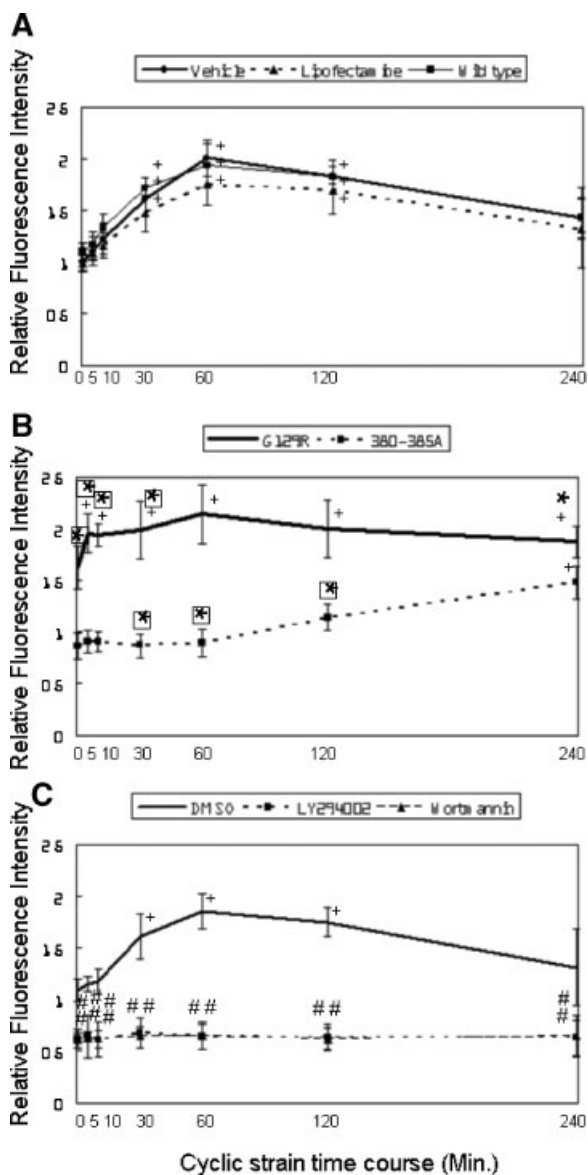 A
Relative Fluorescence Intensity
Vehicle Lipofectamine Wild type
2.5
2
1.5
1
0.5
0
0 5 10 30 60 120 240
B
Relative Fluorescence Intensity
G129R 380-385A
2.5
2
1.5
1
0.5
0
0 5 10 30 60 120 240
C
Relative Fluorescence Intensity
DMSO LY294002 Wortmannin
2.5
2
1.5
1
0.5
0
# # # # # # # # # #
# # # #
0 5 10 30 60 120 240
Cyclic strain time course (Min.)